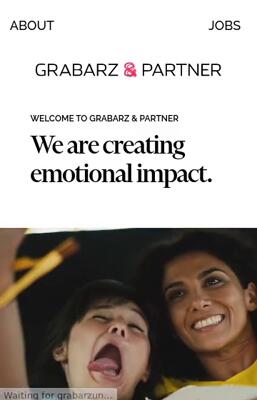 ABOUT JOBS
GRABARZ & PARTNER
WELCOME TO GRABARZ & PARTNER
We are creating
emotional impact.
Waiting for grabarzun...